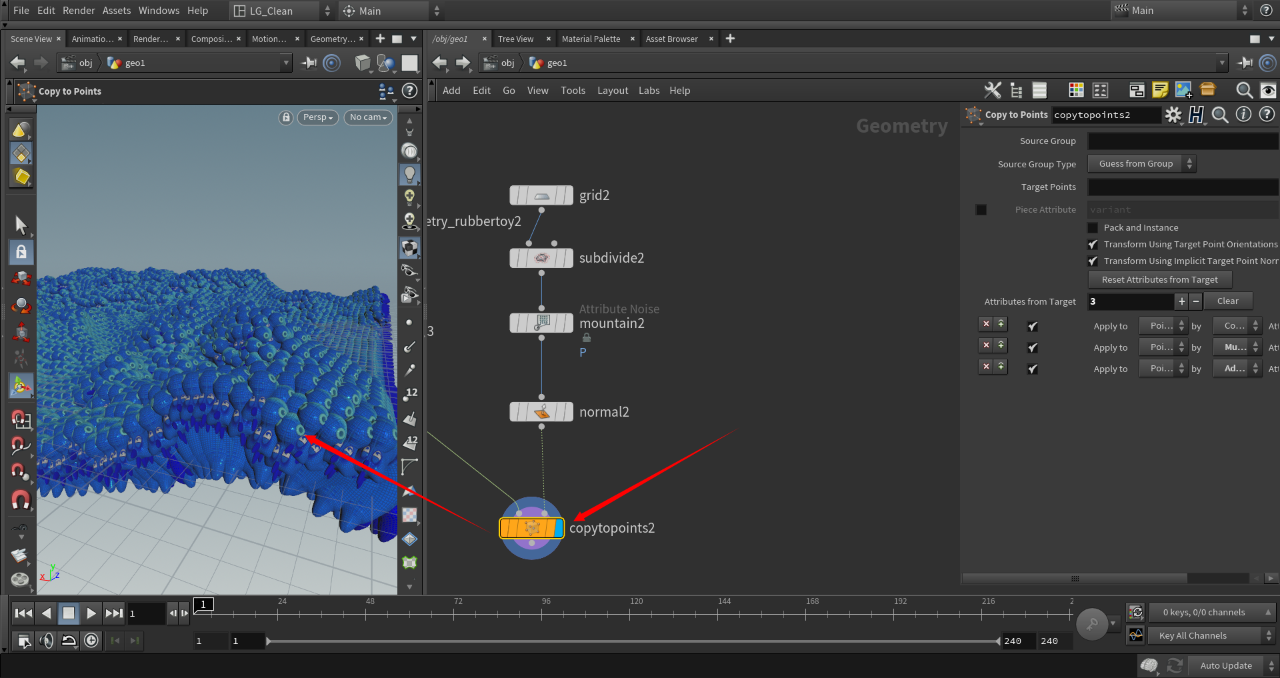 File Edit Render Assets Windows Help LG_Clean Main Main
Scene View Animatio... Render... Composi... Motion... Geometry... /obj/geo1 Tree View Material Palette Asset Browser
obj geo1 obj geo1
Copy to Points
Add Edit Go View Tools Layout Labs Help
Persp No cam
Geometry
Copy to Points copytopoints2
Source Group
Source Group Type Guess from Group
Target Points
Piece Attribute variant
Pack and Instance
Transform Using Target Point Orientations
Transform Using Implicit Target Point Norr
Reset Attributes from Target
Attributes from Target 3 + − Clear
Apply to Poi... by Co... Att
Apply to Poi... by Mu... Att
Apply to Poi... by Ad... Att
grid2
etry_rubbertoy2
subdivide2
Attribute Noise
mountain2
3
P
normal2
copytopoints2
12
12
x z
1 1 24 48 72 96 120 144 168 192 216 2
0 keys, 0/0 channels
1 1 240 240
Key All Channels
Auto Update